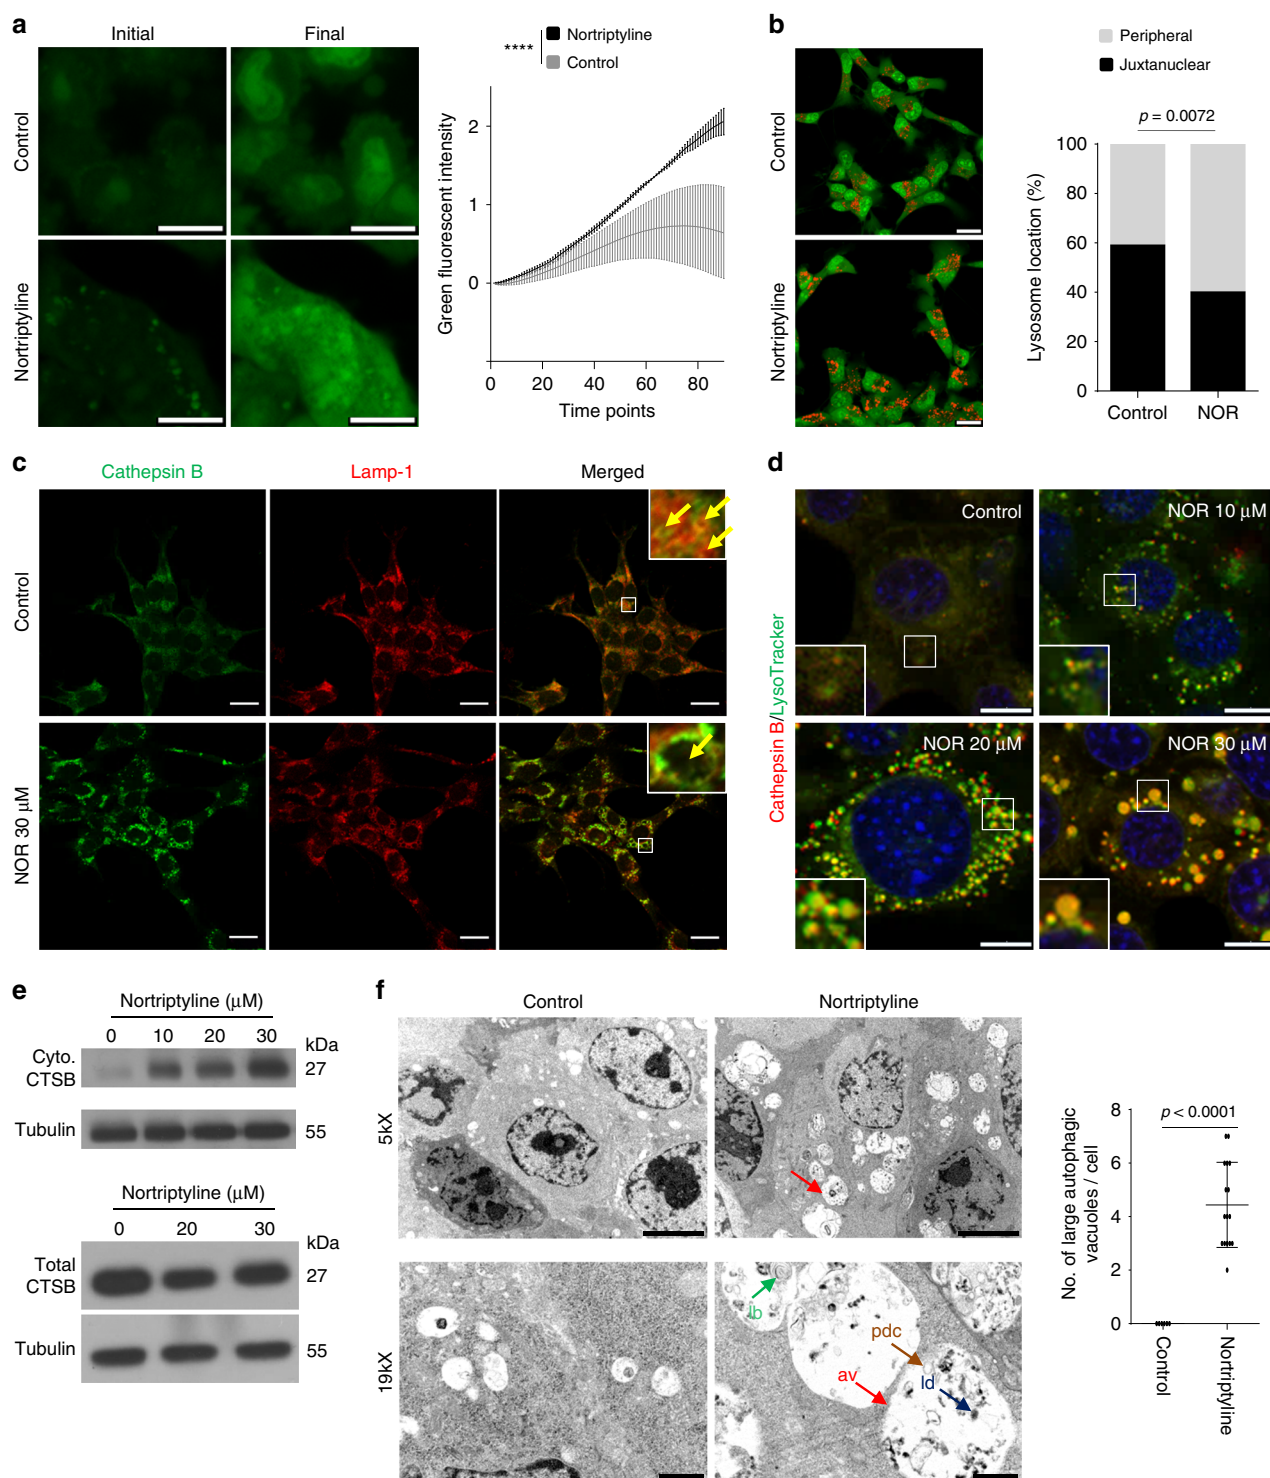 a
Initial
Final
Control
Nortriptyline
****
Nortriptyline
Control
Green fluorescent intensity
2
1
0
0
20
40
60
80
Time points
b
Control
Nortriptyline
Peripheral
Juxtanuclear
p = 0.0072
Lysosome location (%)
100
80
60
40
20
0
Control
NOR
c
Cathepsin B
Lamp-1
Merged
Control
NOR 30 μM
d
Cathepsin B/LysoTracker
Control
NOR 10 μM
NOR 20 μM
NOR 30 μM
e
Nortriptyline (μM)
0
10
20
30
kDa
Cyto.
CTSB
27
Tubulin
55
Nortriptyline (μM)
0
20
30
kDa
Total
CTSB
27
Tubulin
55
f
Control
Nortriptyline
5kX
19kX
lb
pdc
av
ld
No. of large autophagic
vacuoles / cell
p < 0.0001
8
6
4
2
0
Control
Nortriptyline